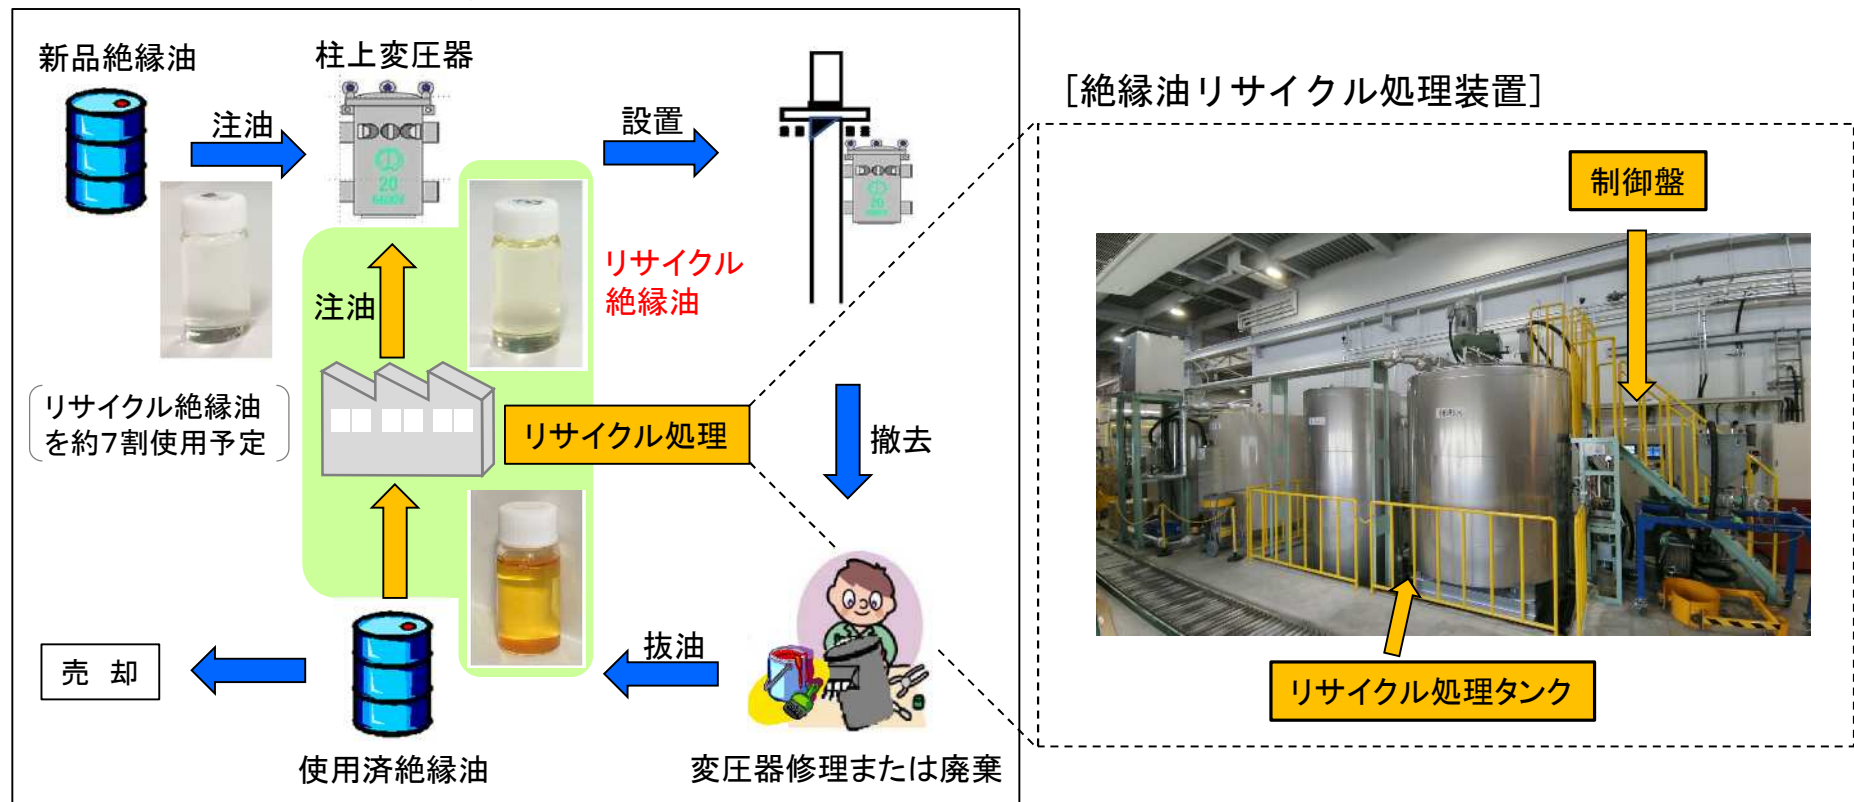 新品絶縁油
柱上変圧器
注油
設置
20
20
リサイクル
絶縁油
注油
リサイクル絶縁油
を約7割使用予定
リサイクル処理
撤去
抜油
売 却
使用済絶縁油
変圧器修理または廃棄
[絶縁油リサイクル処理装置]
制御盤
リサイクル処理タンク